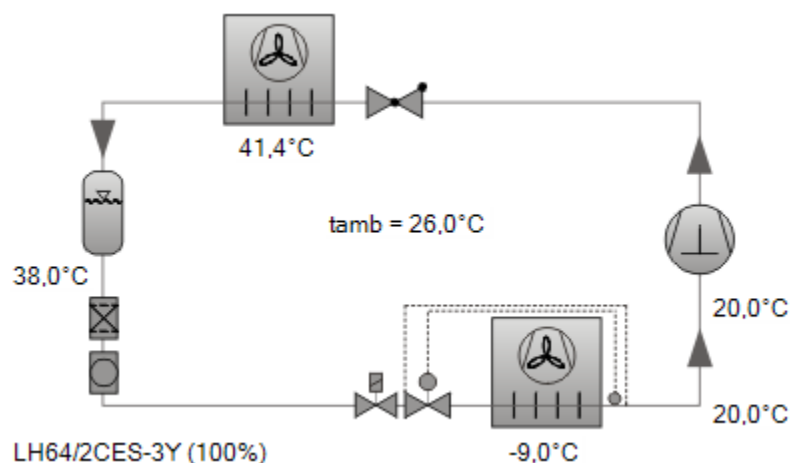 41,4°C
tamb = 26,0°C
38,0°C
20,0°C
20,0°C
LH64/2CES-3Y (100%)
-9,0°C